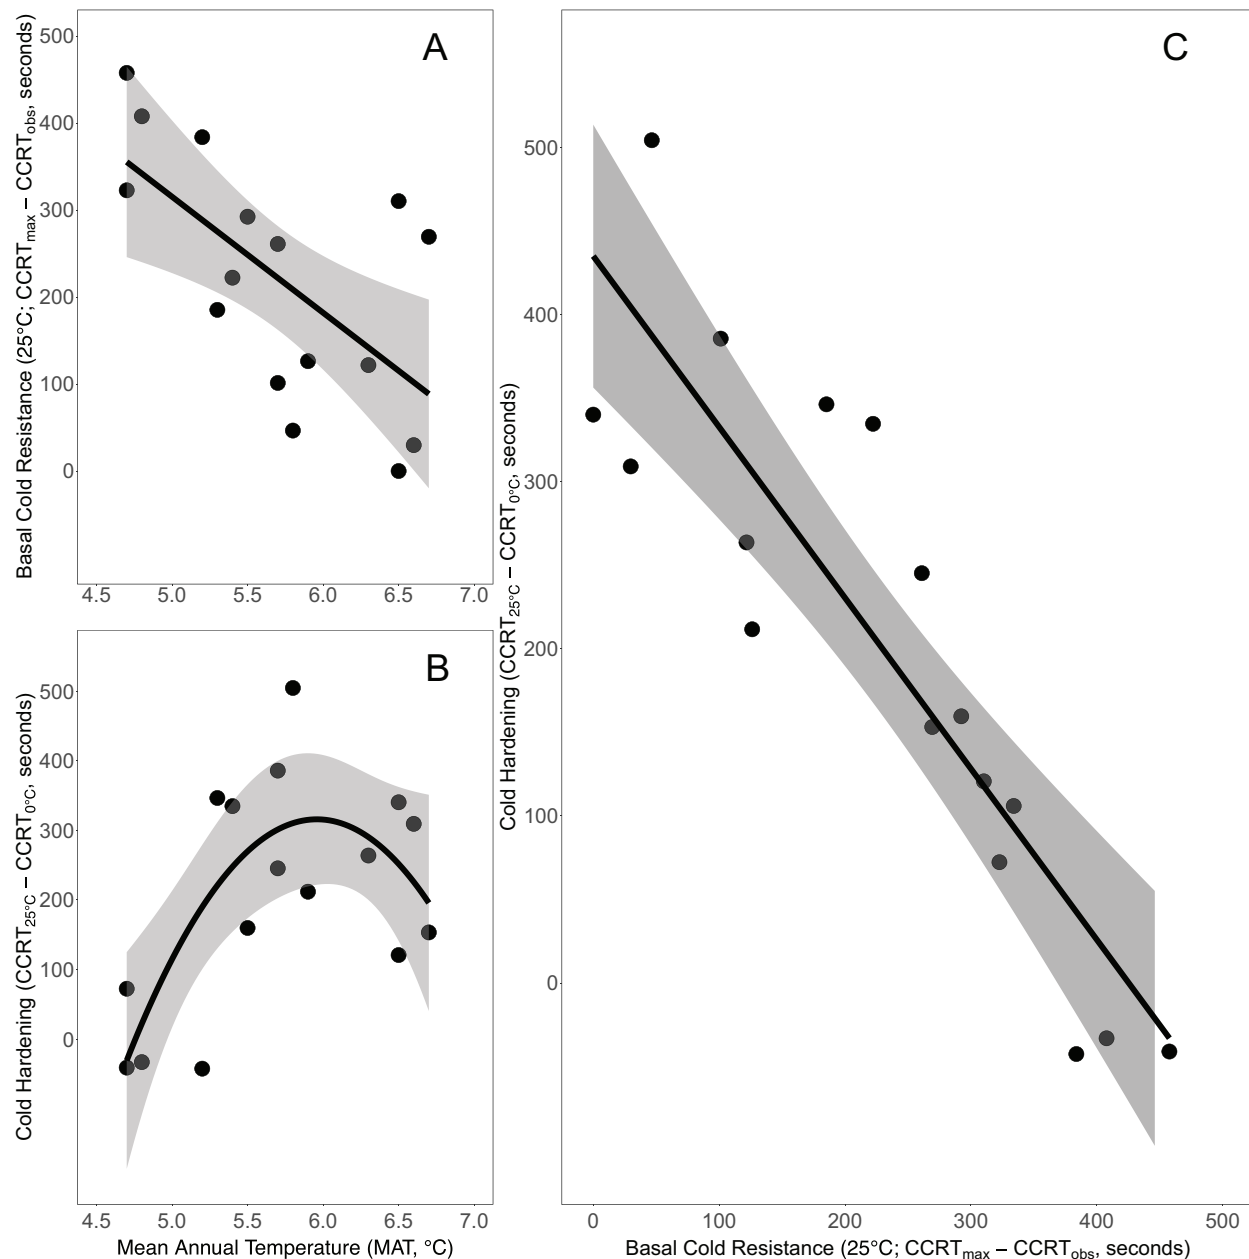 A
Basal Cold Resistance (25°C; CCRTmax − CCRTobs, seconds)
500
400
300
200
100
0
4.5 5.0 5.5 6.0 6.5 7.0
B
Cold Hardening (CCRT25°C − CCRT0°C, seconds)
500
400
300
200
100
0
4.5 5.0 5.5 6.0 6.5 7.0
Mean Annual Temperature (MAT, °C)
C
Cold Hardening (CCRT25°C − CCRT0°C, seconds)
500
400
300
200
100
0
0 100 200 300 400 500
Basal Cold Resistance (25°C; CCRTmax − CCRTobs, seconds)